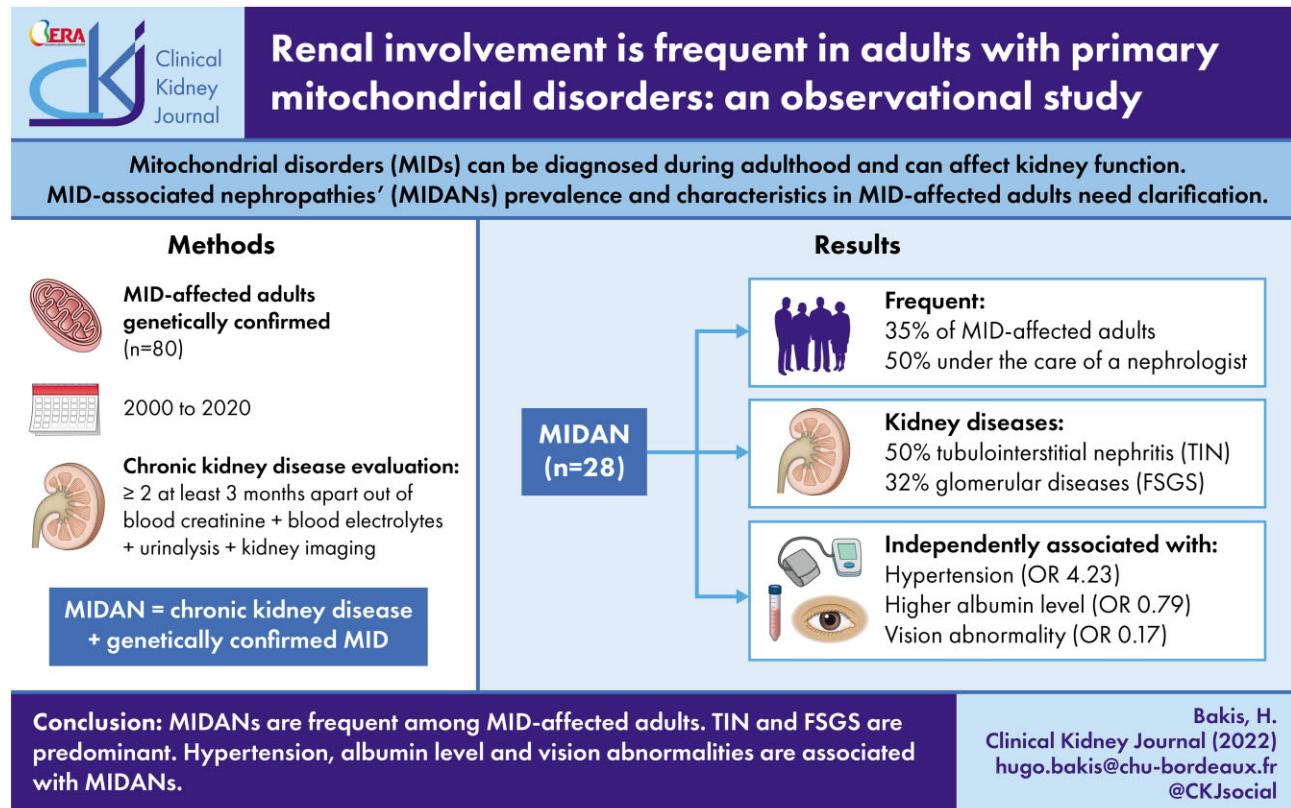 ERA
CKJ
Clinical
Kidney
Journal
Renal involvement is frequent in adults with primary
mitochondrial disorders: an observational study
Mitochondrial disorders (MIDs) can be diagnosed during adulthood and can affect kidney function.
MID-associated nephropathies’ (MIDANs) prevalence and characteristics in MID-affected adults need clarification.
Methods
MID-affected adults
genetically confirmed
(n=80)
2000 to 2020
Chronic kidney disease evaluation:
≥ 2 at least 3 months apart out of
blood creatinine + blood electrolytes
+ urinalysis + kidney imaging
MIDAN = chronic kidney disease
+ genetically confirmed MID
Results
MIDAN
(n=28)
Frequent:
35% of MID-affected adults
50% under the care of a nephrologist
Kidney diseases:
50% tubulointerstitial nephritis (TIN)
32% glomerular diseases (FSGS)
Independently associated with:
Hypertension (OR 4.23)
Higher albumin level (OR 0.79)
Vision abnormality (OR 0.17)
Conclusion: MIDANs are frequent among MID-affected adults. TIN and FSGS are
predominant. Hypertension, albumin level and vision abnormalities are associated
with MIDANs.
Bakis, H.
Clinical Kidney Journal (2022)
hugo.bakis@chu-bordeaux.fr
@CKJsocial